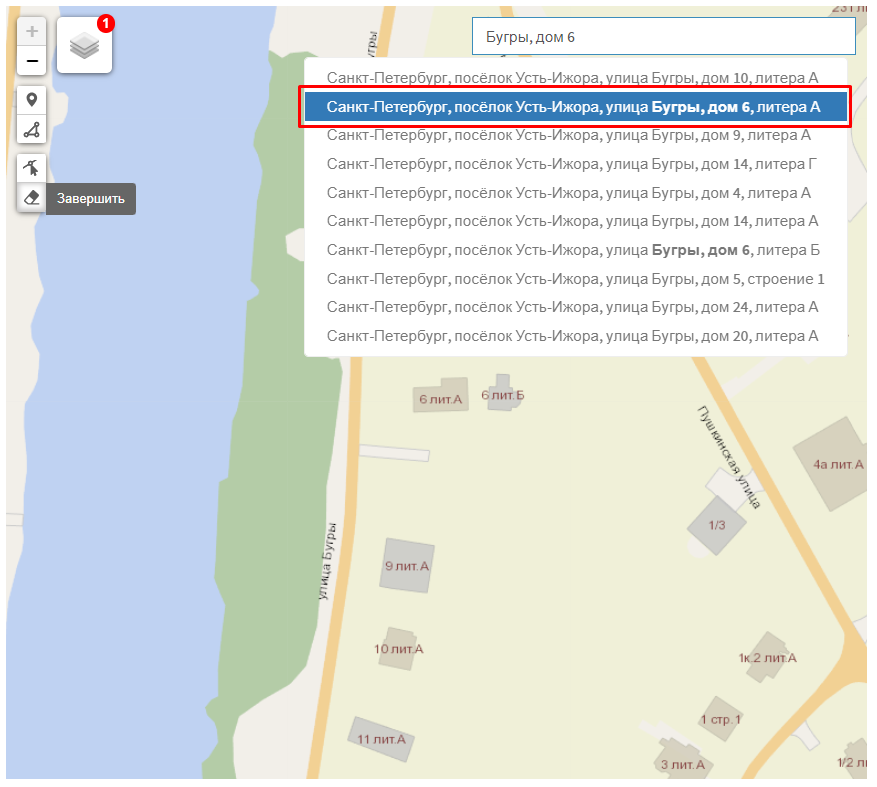 231 л
+
1
−
Бугры, дом 6
угры
Санкт-Петербург, посёлок Усть-Ижора, улица Бугры, дом 10, литера А
Санкт-Петербург, посёлок Усть-Ижора, улица Бугры, дом 6, литера А
Санкт-Петербург, посёлок Усть-Ижора, улица Бугры, дом 9, литера А
Санкт-Петербург, посёлок Усть-Ижора, улица Бугры, дом 14, литера Г
Санкт-Петербург, посёлок Усть-Ижора, улица Бугры, дом 4, литера А
Завершить
Санкт-Петербург, посёлок Усть-Ижора, улица Бугры, дом 14, литера А
Санкт-Петербург, посёлок Усть-Ижора, улица Бугры, дом 6, литера Б
Санкт-Петербург, посёлок Усть-Ижора, улица Бугры, дом 5, строение 1
Санкт-Петербург, посёлок Усть-Ижора, улица Бугры, дом 24, литера А
Санкт-Петербург, посёлок Усть-Ижора, улица Бугры, дом 20, литера А
6 лит.А
6 лит.Б
Пушкинская улица
4а лит.А
1/3
улица Бугры
9 лит.А
10 лит.А
1к.2 лит.А
1 стр.1
11 лит.А
3 лит.А
1/2 л